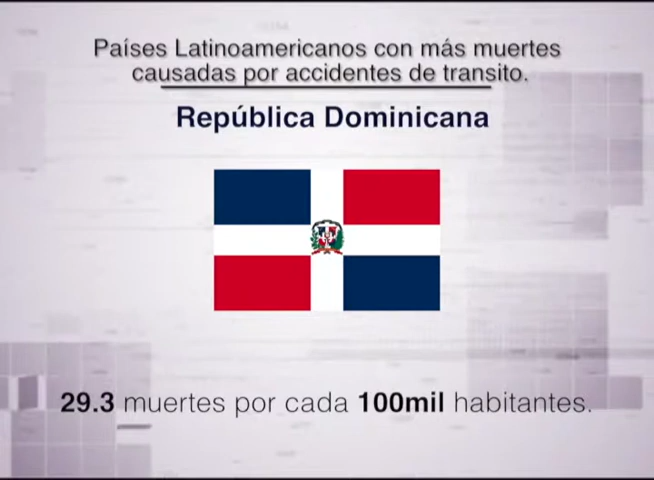 Países Latinoamericanos con más muertes
causadas por accidentes de transito.
República Dominicana
29.3 muertes por cada 100mil habitantes.